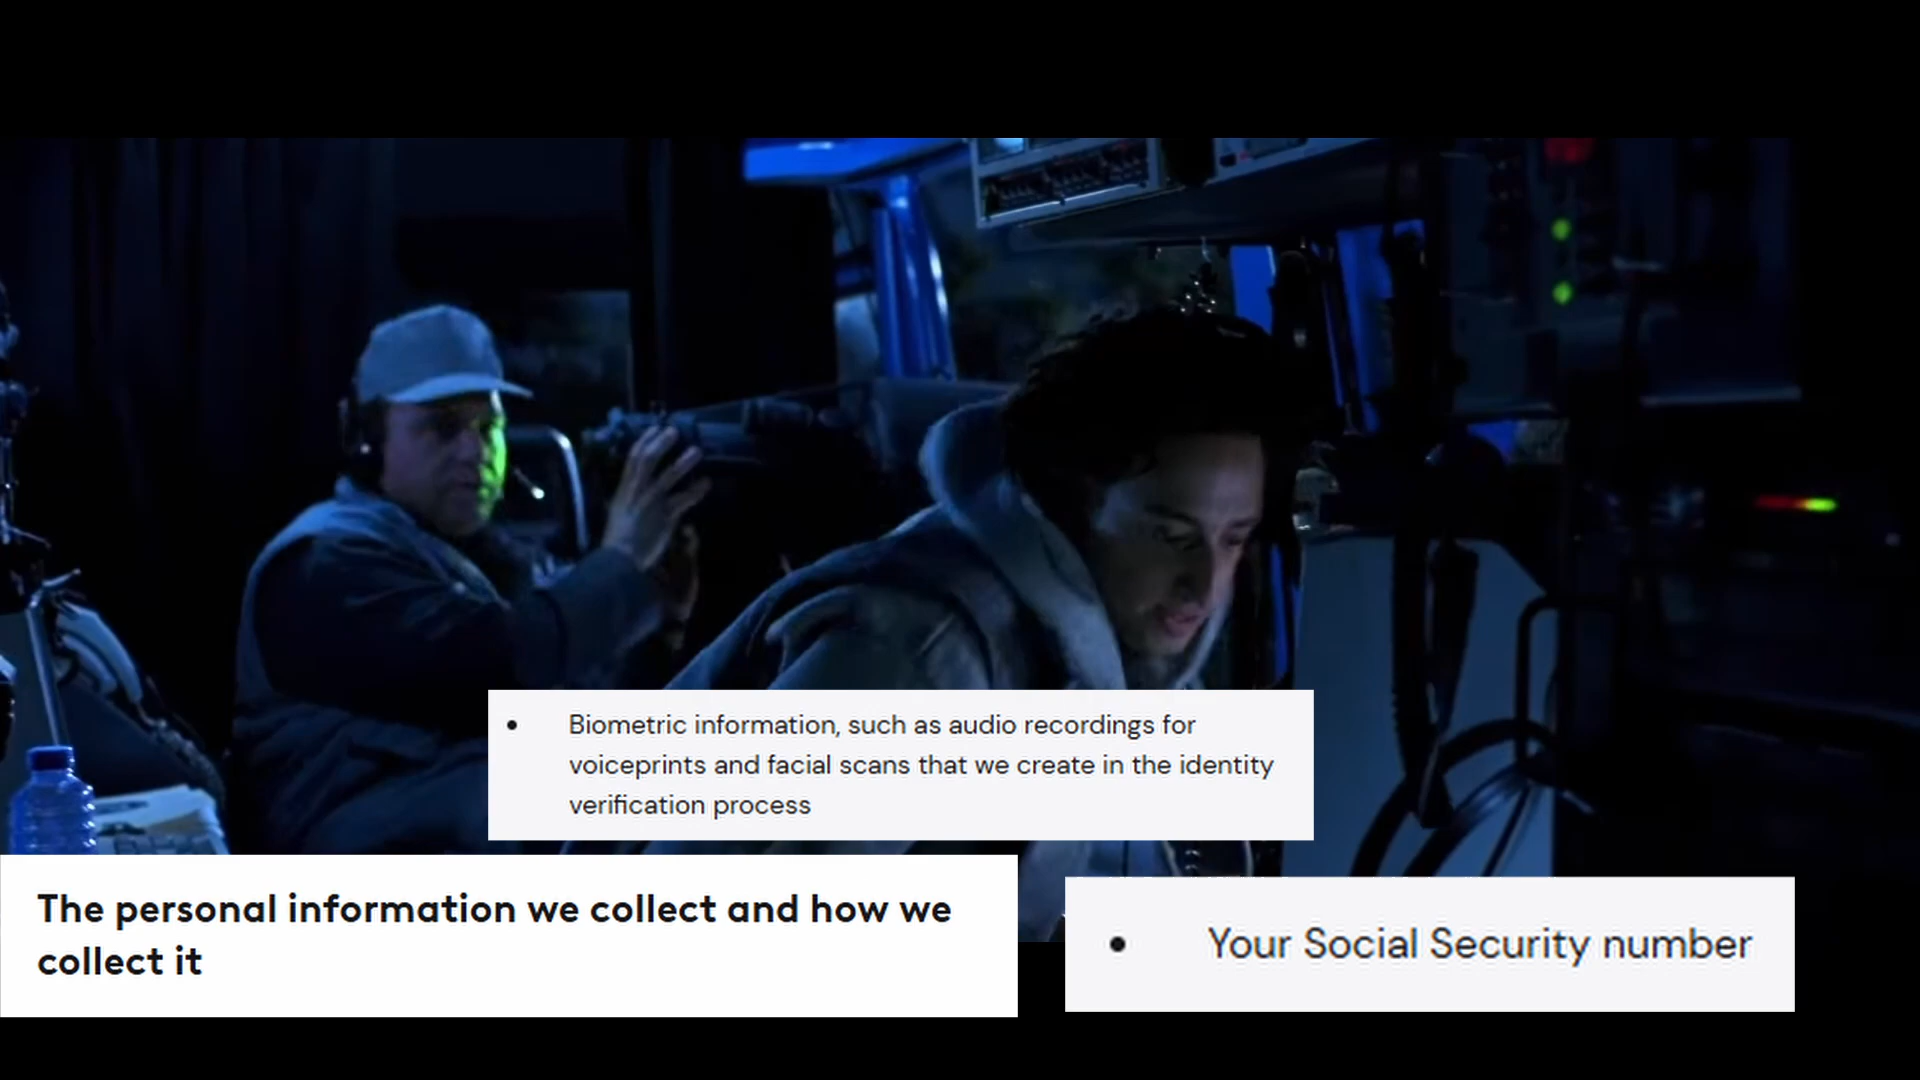 • Biometric information, such as audio recordings for
voiceprints and facial scans that we create in the identity
verification process
The personal information we collect and how we
collect it
• Your Social Security number